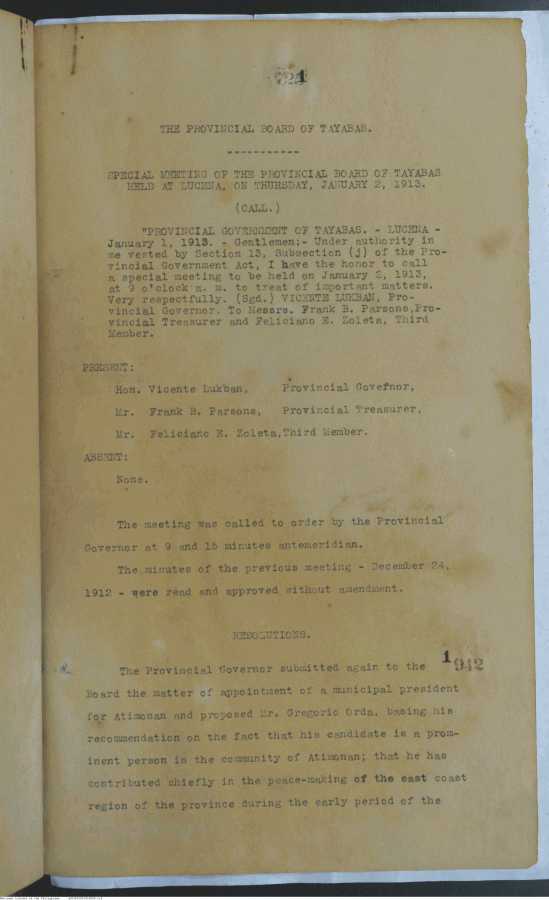 THE PROVINCIAL BOARD OF TAYABAS.
-----------
SPECIAL MEETING OF THE PROVINCIAL BOARD OF TAYABAS
HELD AT LUCENA, ON THURSDAY, JANUARY 2, 1913.
(CALL.)
"PROVINCIAL GOVERNMENT OF TAYABAS. - LUCENA -
January 1, 1913. - Gentlemen:- Under authority in
me vested by Section 13, Subsection (j) of the Pro-
vincial Government Act, I have the honor to call
a special meeting to be held on January 2, 1913,
at 9 o'clock a. m. to treat of important matters.
Very respectfully. (Sgd.) VICENTE LUKBAN, Pro-
vincial Governor. To Messrs. Frank B. Parsons,Pro-
vincial Treasurer and Feliciano E. Zoleta, Third
Member.
PRESENT:
Hon. Vicente Lukban, Provincial Governor,
Mr. Frank B. Parsons, Provincial Treasurer,
Mr. Feliciano E. Zoleta,Third Member.
ABSENT:
None.
The meeting was called to order by the Provincial
Governor at 9 and 15 minutes antemeridian.
The minutes of the previous meeting - December 24,
1912 - were read and approved without amendment.
RESOLUTIONS.
1
942
The Provincial Governor submitted again to the
Board the matter of appointment of a municipal president
for Atimonan and proposed Mr. Gregorio Orda, basing his
recommendation on the fact that his candidate is a prom-
inent person in the community of Atimonan; that he has
contributed chiefly in the peace-making of the east coast
region of the province during the early period of the